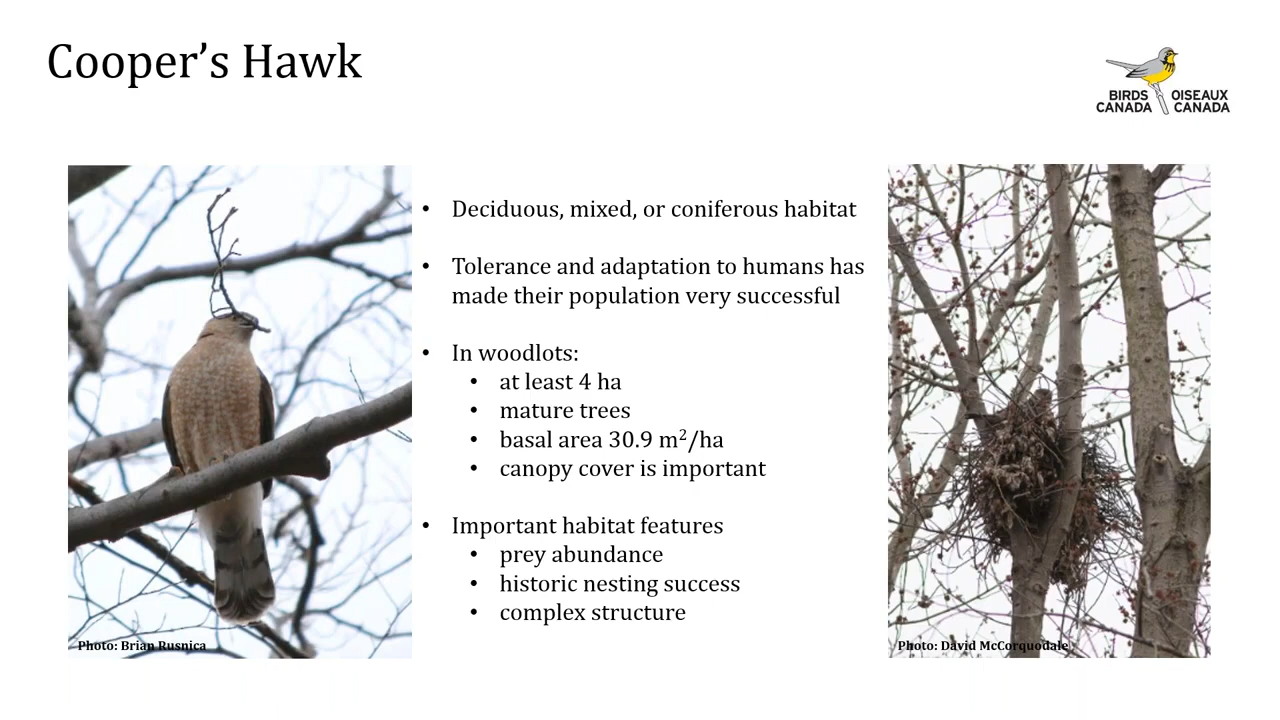 Cooper’s Hawk
BIRDS CANADA
OISEAUX CANADA
• Deciduous, mixed, or coniferous habitat
• Tolerance and adaptation to humans has
made their population very successful
• In woodlots:
• at least 4 ha
• mature trees
• basal area 30.9 m²/ha
• canopy cover is important
• Important habitat features
• prey abundance
• historic nesting success
• complex structure
Photo: Brian Rusnica
Photo: David McCorquodale